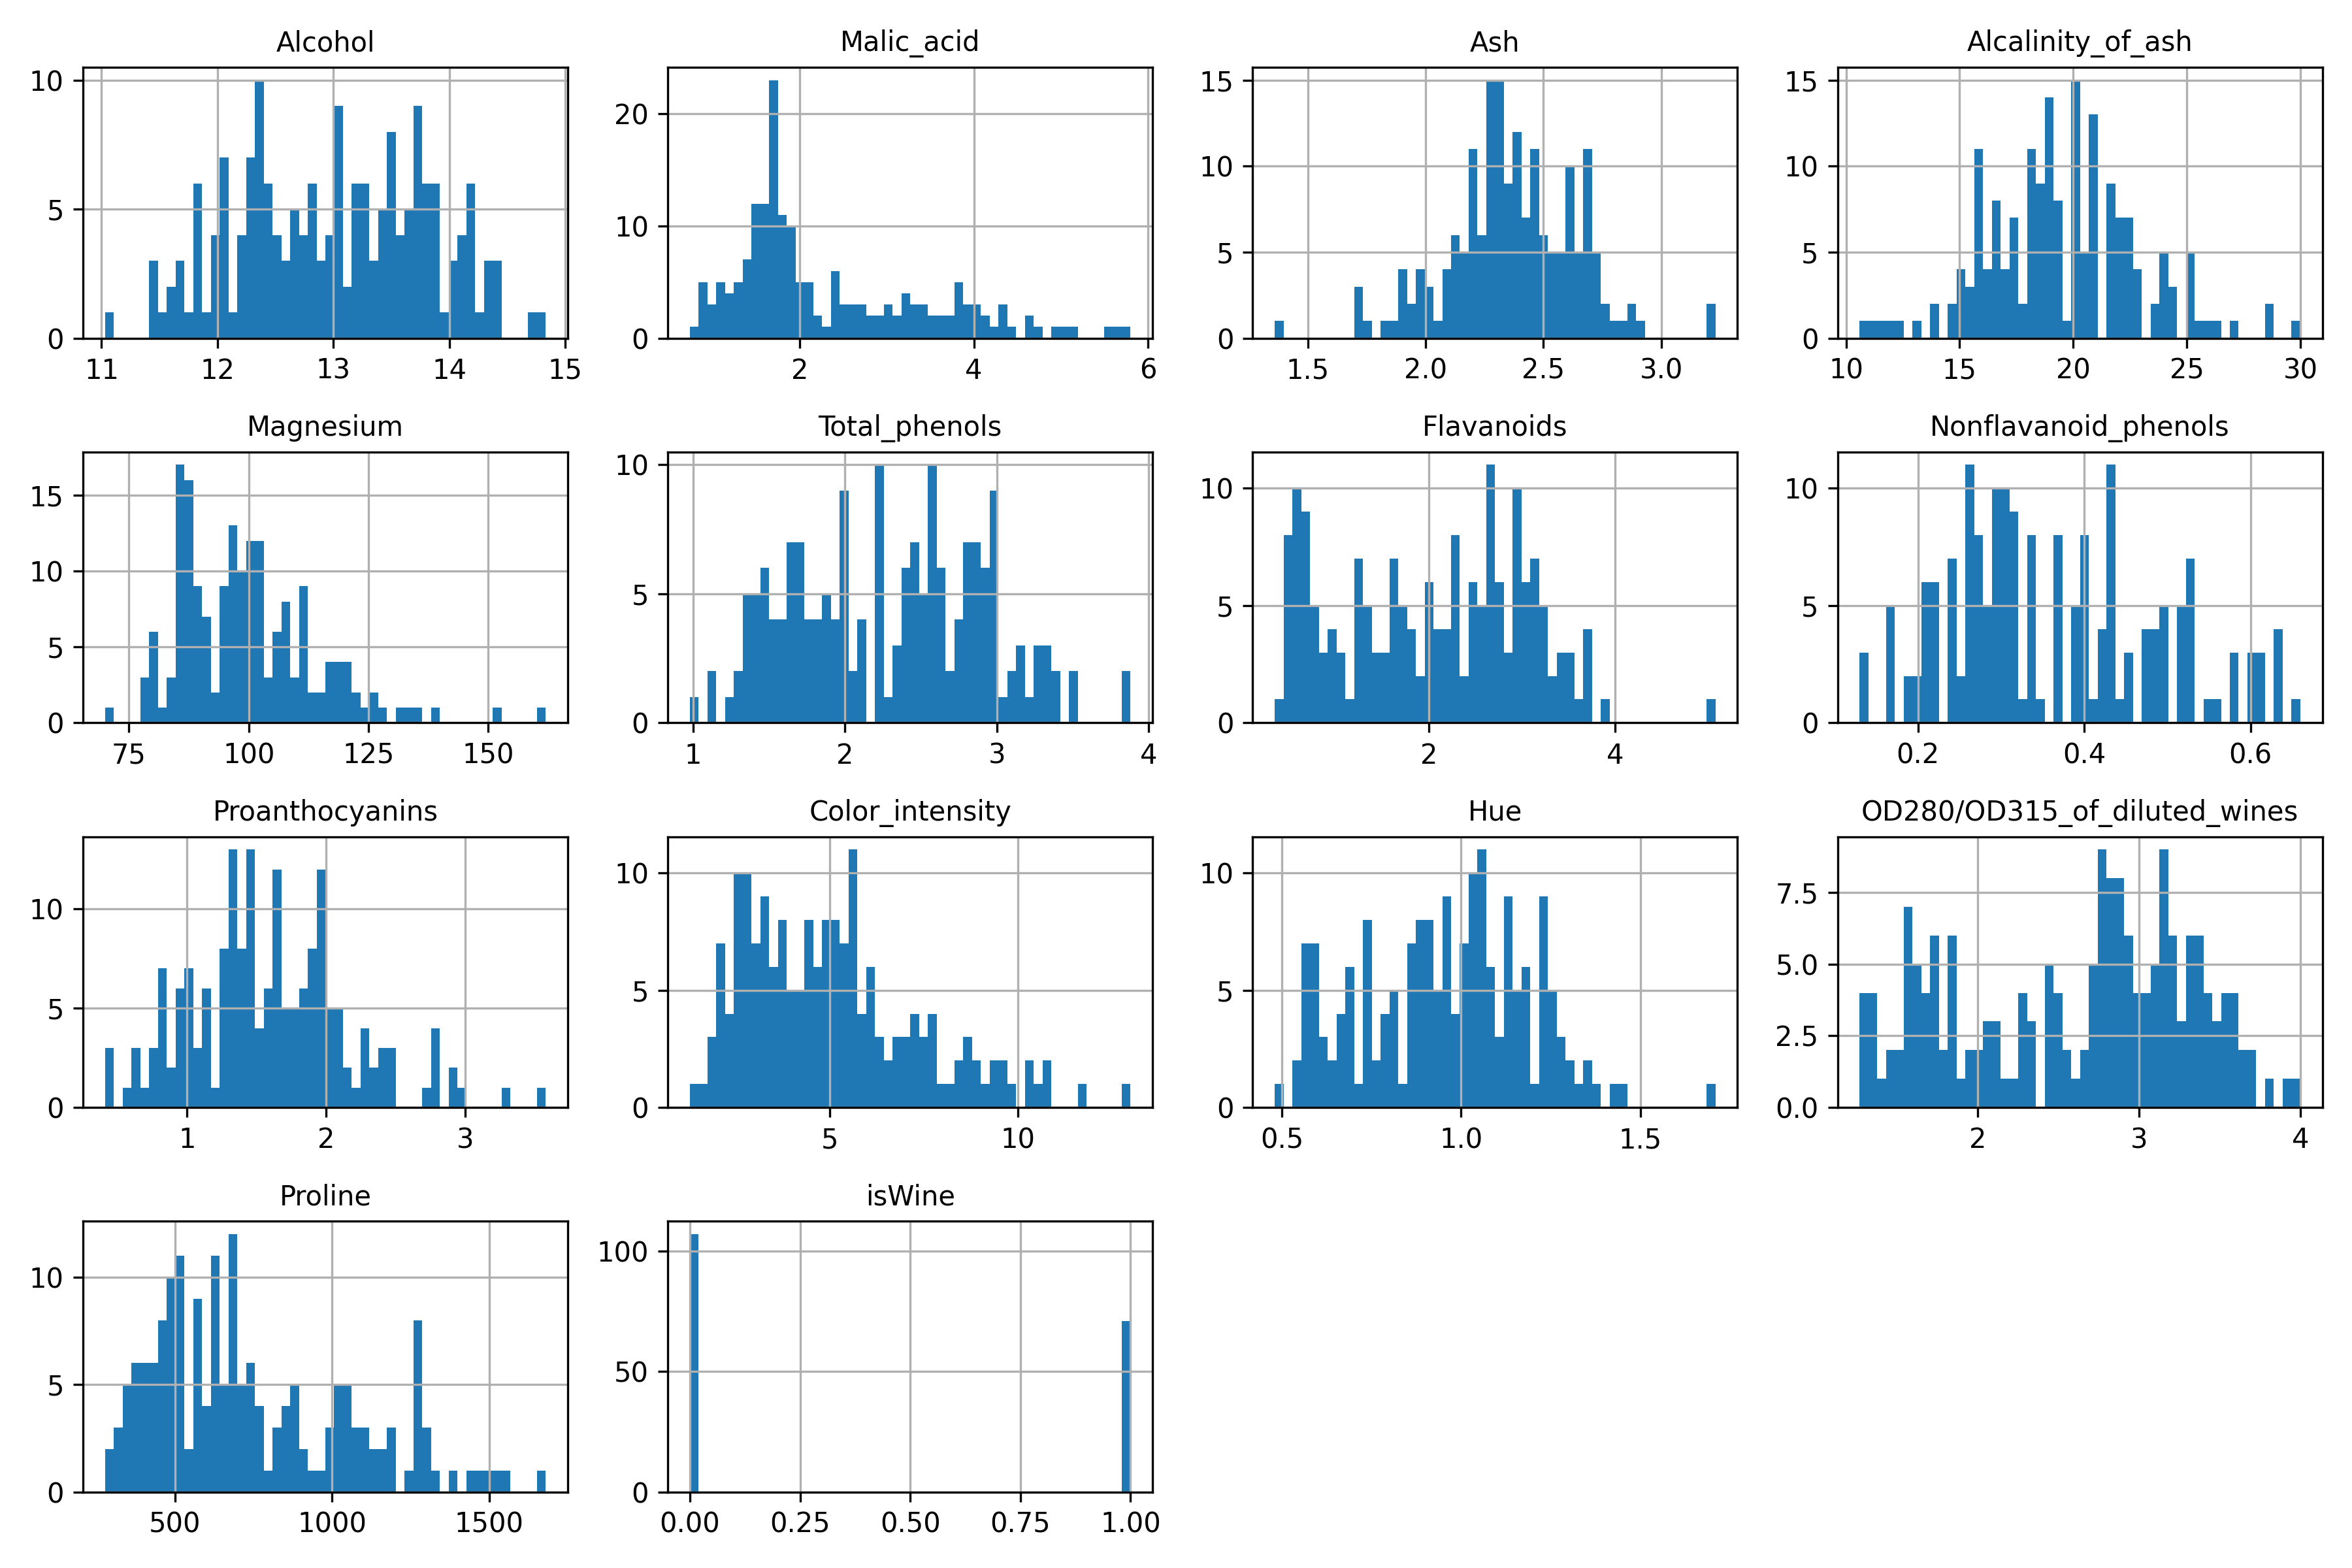 Alcohol
10
5
0
11 12 13 14 15
Malic_acid
20
10
0
2 4 6
Ash
15
10
5
0
1.5 2.0 2.5 3.0
Alcalinity_of_ash
15
10
5
0
10 15 20 25 30
Magnesium
15
10
5
0
75 100 125 150
Total_phenols
10
5
0
1 2 3 4
Flavanoids
10
5
0
2 4
Nonflavanoid_phenols
10
5
0
0.2 0.4 0.6
Proanthocyanins
10
5
0
1 2 3
Color_intensity
10
5
0
5 10
Hue
10
5
0
0.5 1.0 1.5
OD280/OD315_of_diluted_wines
7.5
5.0
2.5
0.0
2 3 4
Proline
10
5
0
500 1000 1500
isWine
100
50
0
0.00 0.25 0.50 0.75 1.00